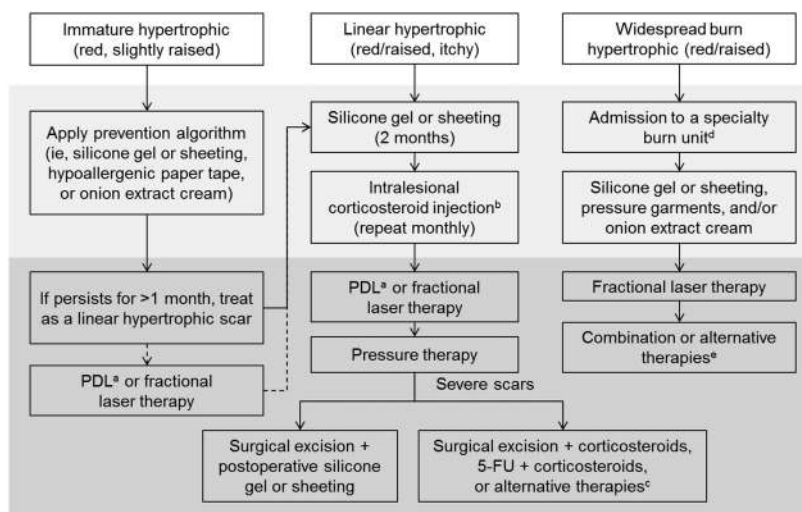 Immature hypertrophic
(red, slightly raised)
Linear hypertrophic
(red/raised, itchy)
Widespread burn
hypertrophic (red/raised)
Apply prevention algorithm
(ie, silicone gel or sheeting,
hypoallergenic paper tape,
or onion extract cream)
Silicone gel or sheeting
(2 months)
Admission to a specialty
burn unitᵈ
Intralesional
corticosteroid injectionᵇ
(repeat monthly)
Silicone gel or sheeting,
pressure garments, and/or
onion extract cream
If persists for >1 month, treat
as a linear hypertrophic scar
PDLᵃ or fractional
laser therapy
Fractional laser therapy
PDLᵃ or fractional
laser therapy
Pressure therapy
Combination or alternative
therapiesᵉ
Severe scars
Surgical excision +
postoperative silicone
gel or sheeting
Surgical excision + corticosteroids,
5-FU + corticosteroids,
or alternative therapiesᶜ